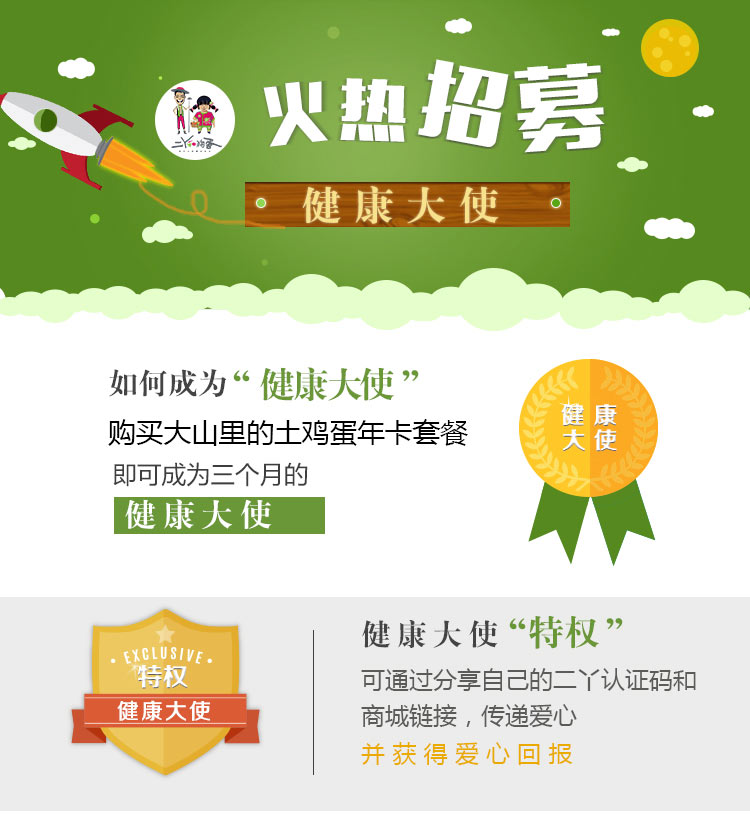 火热招募
健康大使
如何成为“健康大使”
购买大山里的土鸡蛋年卡套餐
即可成为三个月的
健康大使
健康
大使
EXCLUSIVE
特权
健康大使
健康大使“特权”
可通过分享自己的二丫认证码和
商城链接，传递爱心
并获得爱心回报